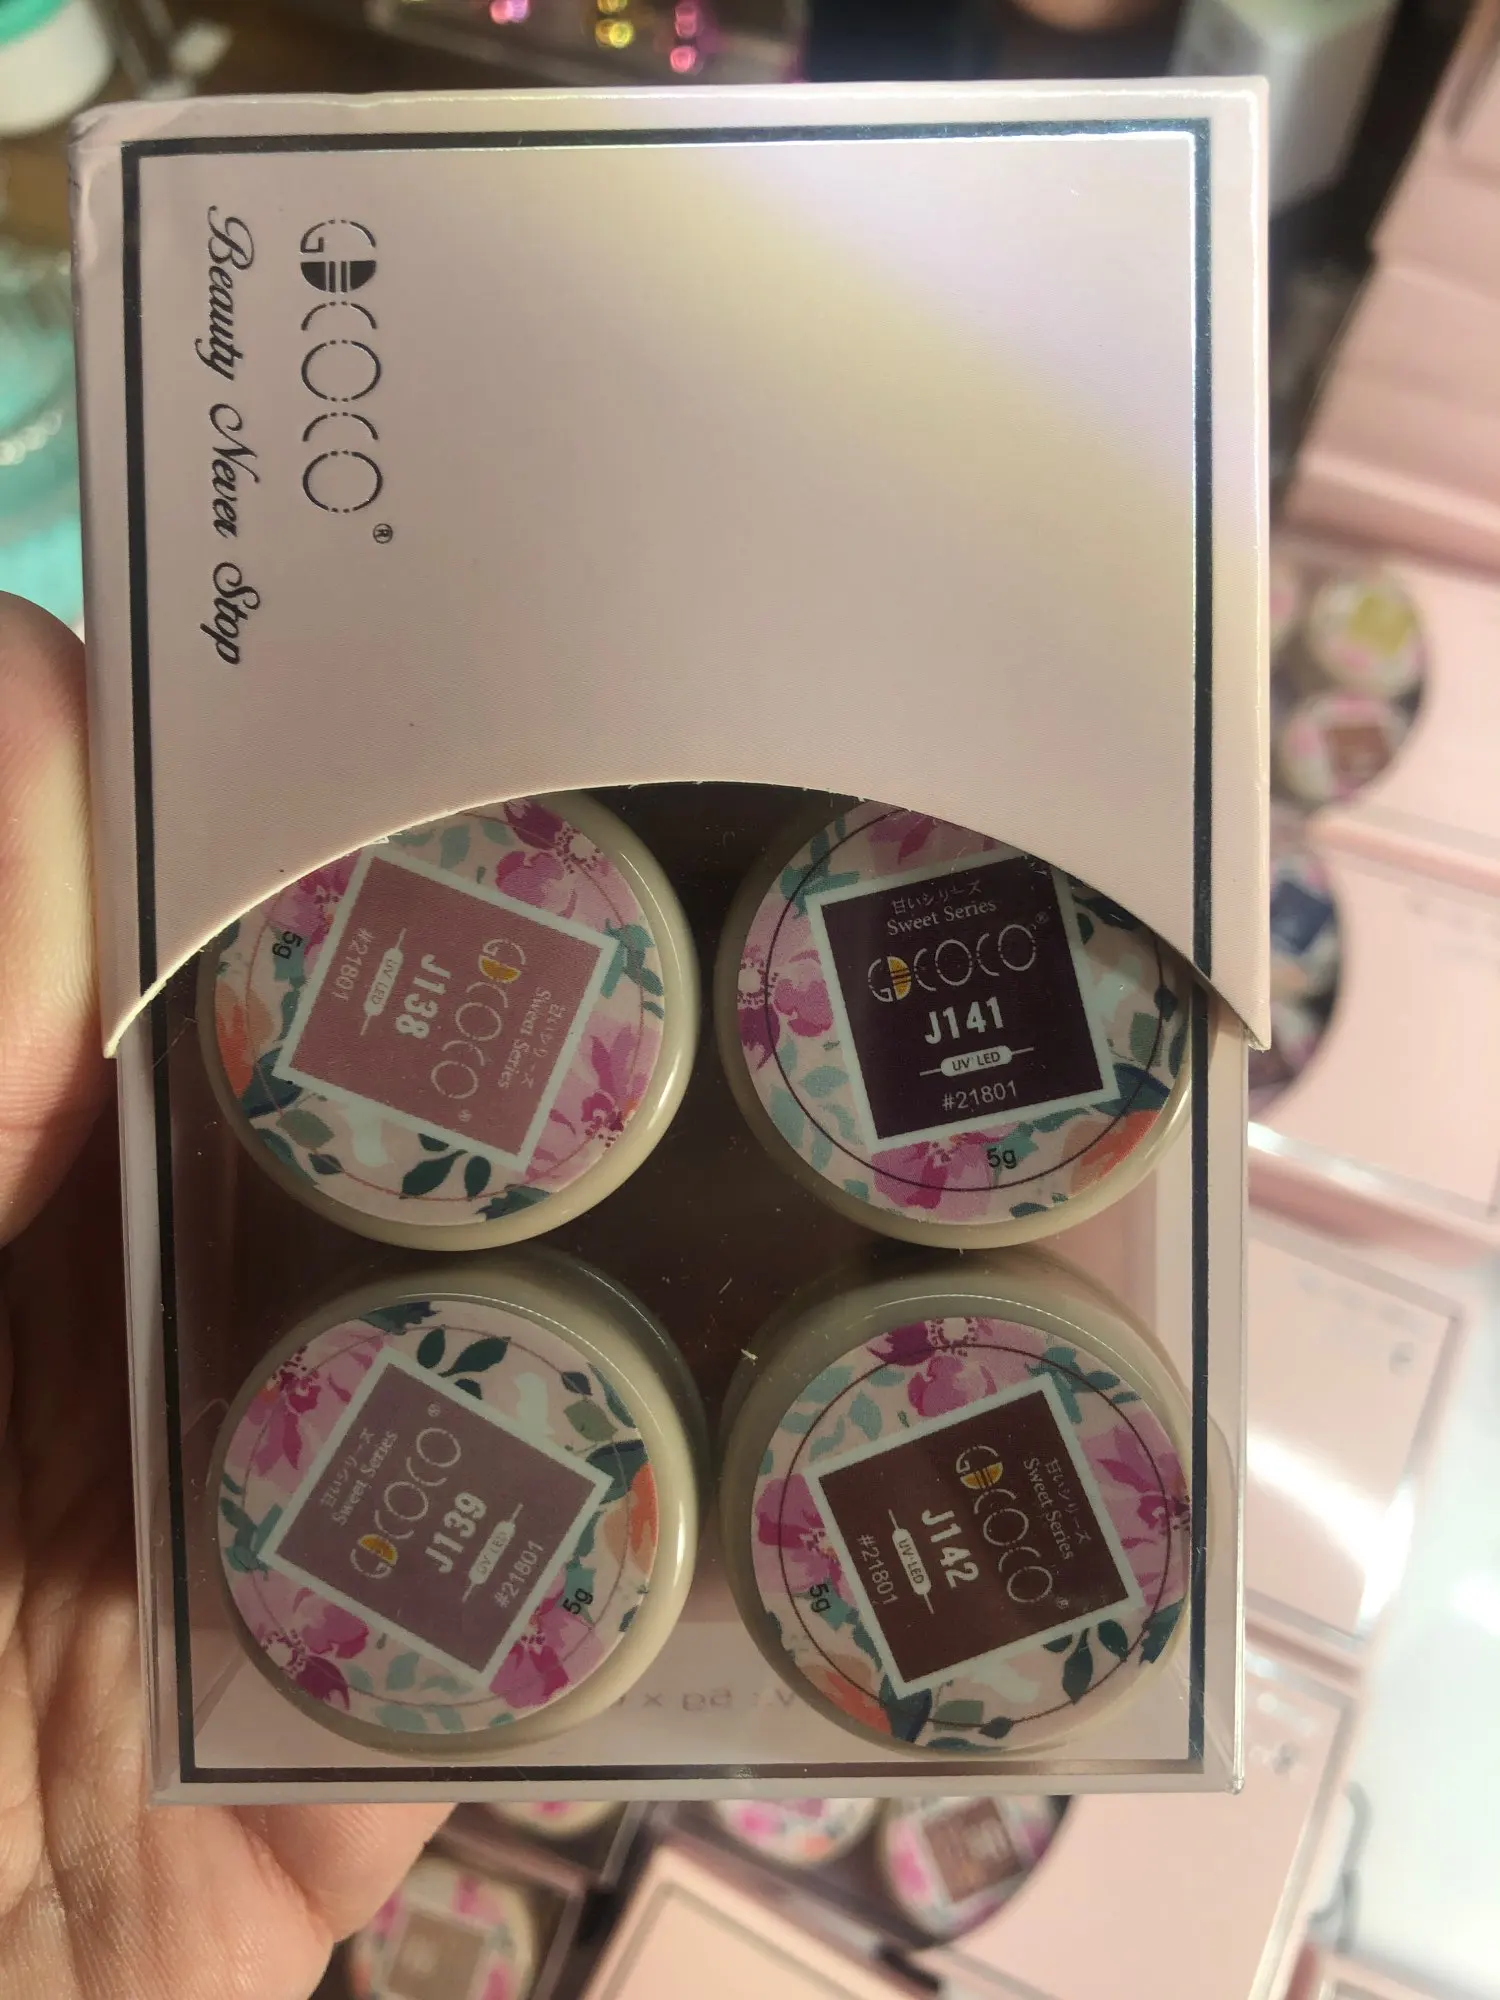 GDCOCO®
Beauty Never Stop
甘いシリーズ
Sweet Series
GDCOCO®
J138
UV LED
#21801
5g
甘いシリーズ
Sweet Series
GDCOCO®
J141
UV LED
#21801
5g
甘いシリーズ
Sweet Series
GDCOCO®
J139
UV LED
#21801
5g
甘いシリーズ
Sweet Series
GDCOCO®
J142
UV LED
#21801
5g